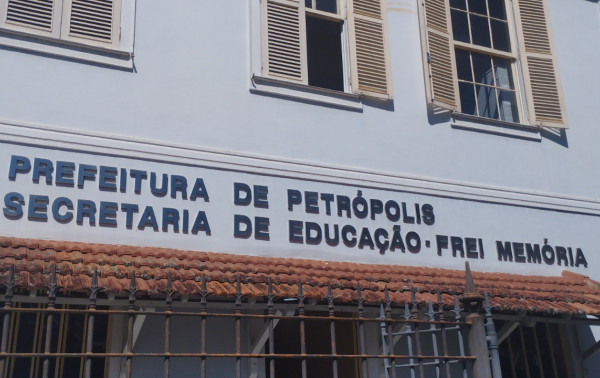 PREFEITURA DE PETRÓPOLIS
SECRETARIA DE EDUCAÇÃO · FREI MEMÓRIA